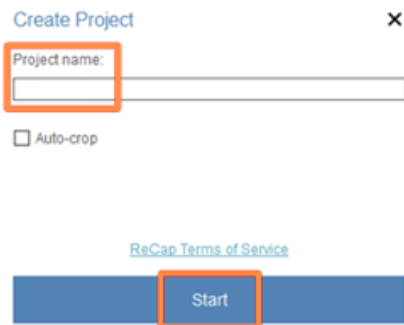 Create Project
Project name:
Auto-crop
ReCap Terms of Service
Start